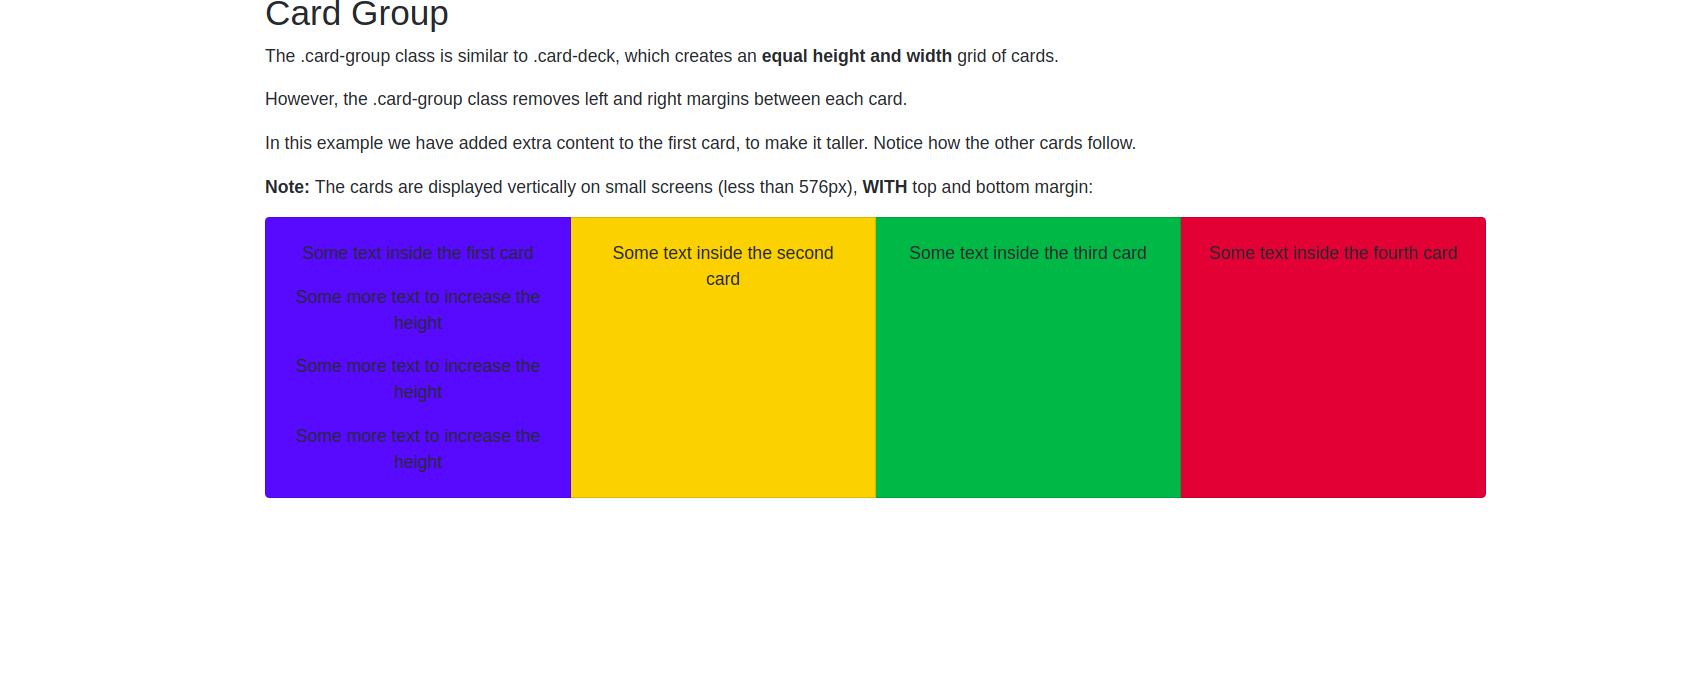 Card Group
The .card-group class is similar to .card-deck, which creates an equal height and width grid of cards.
However, the .card-group class removes left and right margins between each card.
In this example we have added extra content to the first card, to make it taller. Notice how the other cards follow.
Note: The cards are displayed vertically on small screens (less than 576px), WITH top and bottom margin:
Some text inside the first card
Some more text to increase the
height
Some more text to increase the
height
Some more text to increase the
height
Some text inside the second
card
Some text inside the third card
Some text inside the fourth card